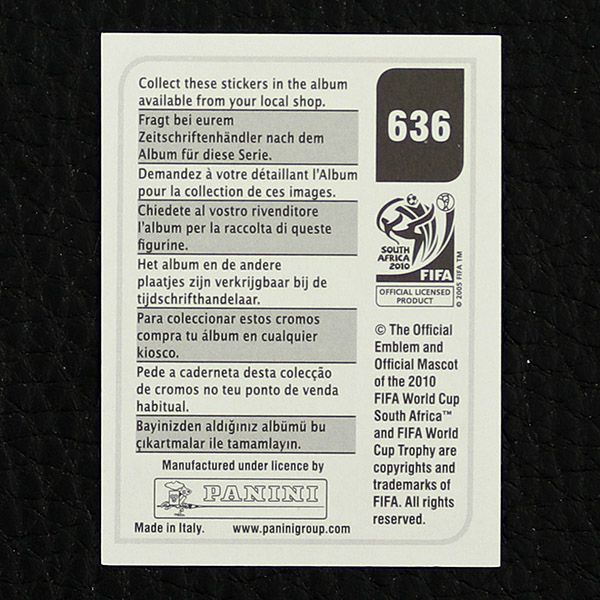 Collect these stickers in the album
available from your local shop.
Fragt bei eurem
Zeitschriftenhändler nach dem
Album für diese Serie.
Demandez à votre détaillant l'Album
pour la collection de ces images.
Chiedete al vostro rivenditore
l'album per la raccolta di queste
figurine.
Het album en de andere
plaatjes zijn verkrijgbaar bij de
tijdschrifthandelaar.
Para coleccionar estos cromos
compra tu álbum en cualquier
kiosco.
Pede a caderneta desta colecção
de cromos no teu ponto de venda
habitual.
Bayinizden aldığınız albümü bu
çıkartmalar ile tamamlayın.
Manufactured under licence by
PANINI
Made in Italy. www.paninigroup.com
636
SOUTH
AFRICA
2010
FIFA
© 2005 FIFA TM
OFFICIAL LICENSED
PRODUCT
© The Official
Emblem and
Official Mascot
of the 2010
FIFA World Cup
South Africa™
and FIFA World
Cup Trophy are
copyrights and
trademarks of
FIFA. All rights
reserved.